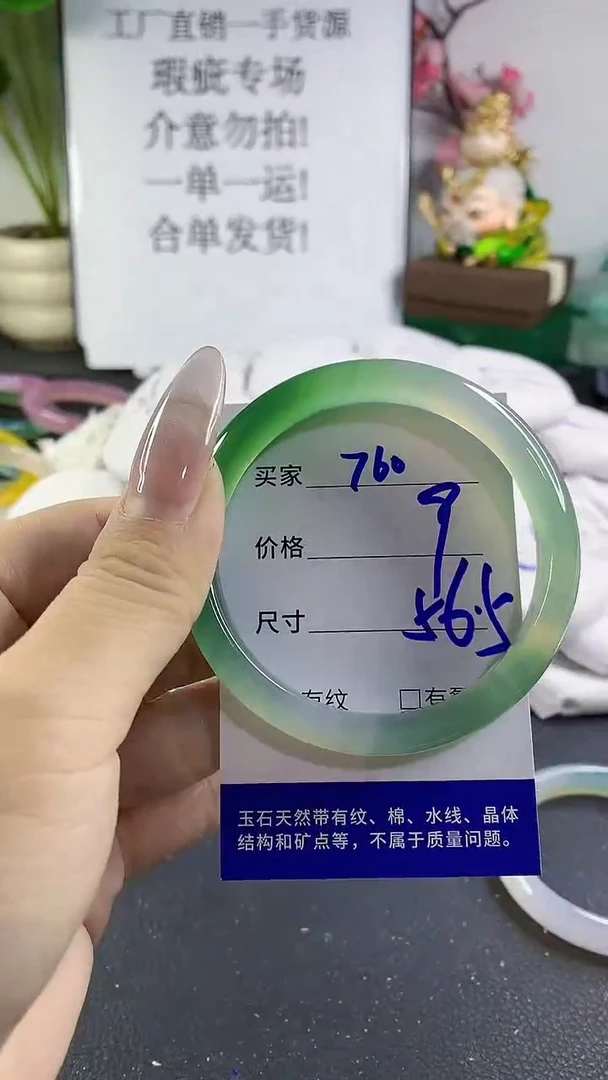 工厂直销一手货源
瑕疵专场
介意勿拍!
一单一运!
合单发货!
买家 760
价格 9
尺寸 56.5
有纹 □有
玉石天然带有纹、棉、水线、晶体
结构和矿点等，不属于质量问题。